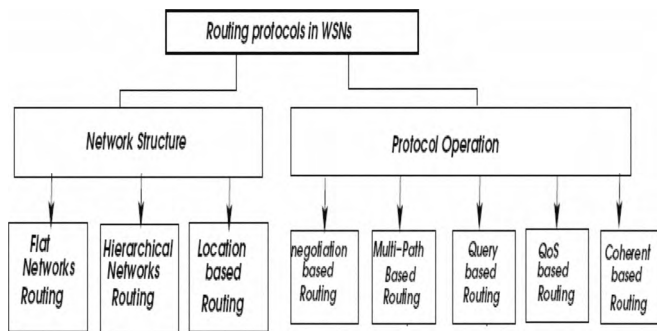 Routing protocols in WSNs
Network Structure
Protocol Operation
Flat
Networks
Routing
Hierarchical
Networks
Routing
Location
based
Routing
negotiation
based
Routing
Multi-Path
Based
Routing
Query
based
Routing
QoS
based
Routing
Coherent
based
Routing